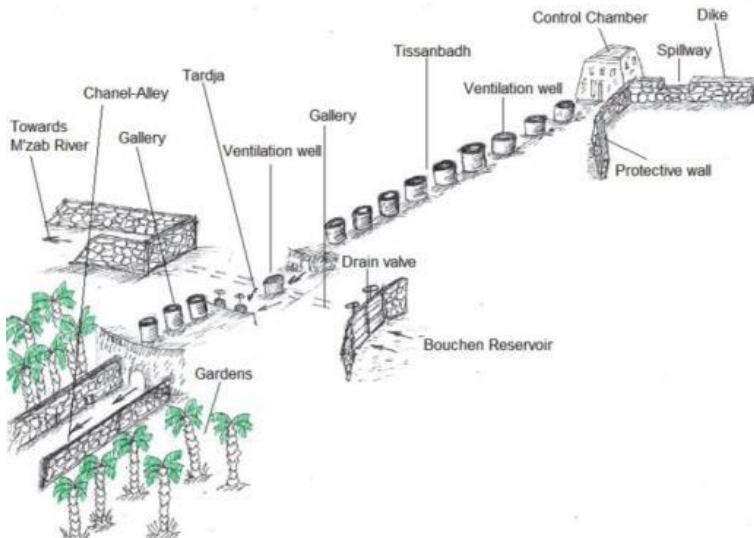 Control Chamber
Dike
Tissanbadh
Spillway
Tardja
Chanel-Alley
Ventilation well
Gallery
Towards
M'zab River
Gallery
Ventilation well
Protective wall
Drain valve
Bouchen Reservoir
Gardens